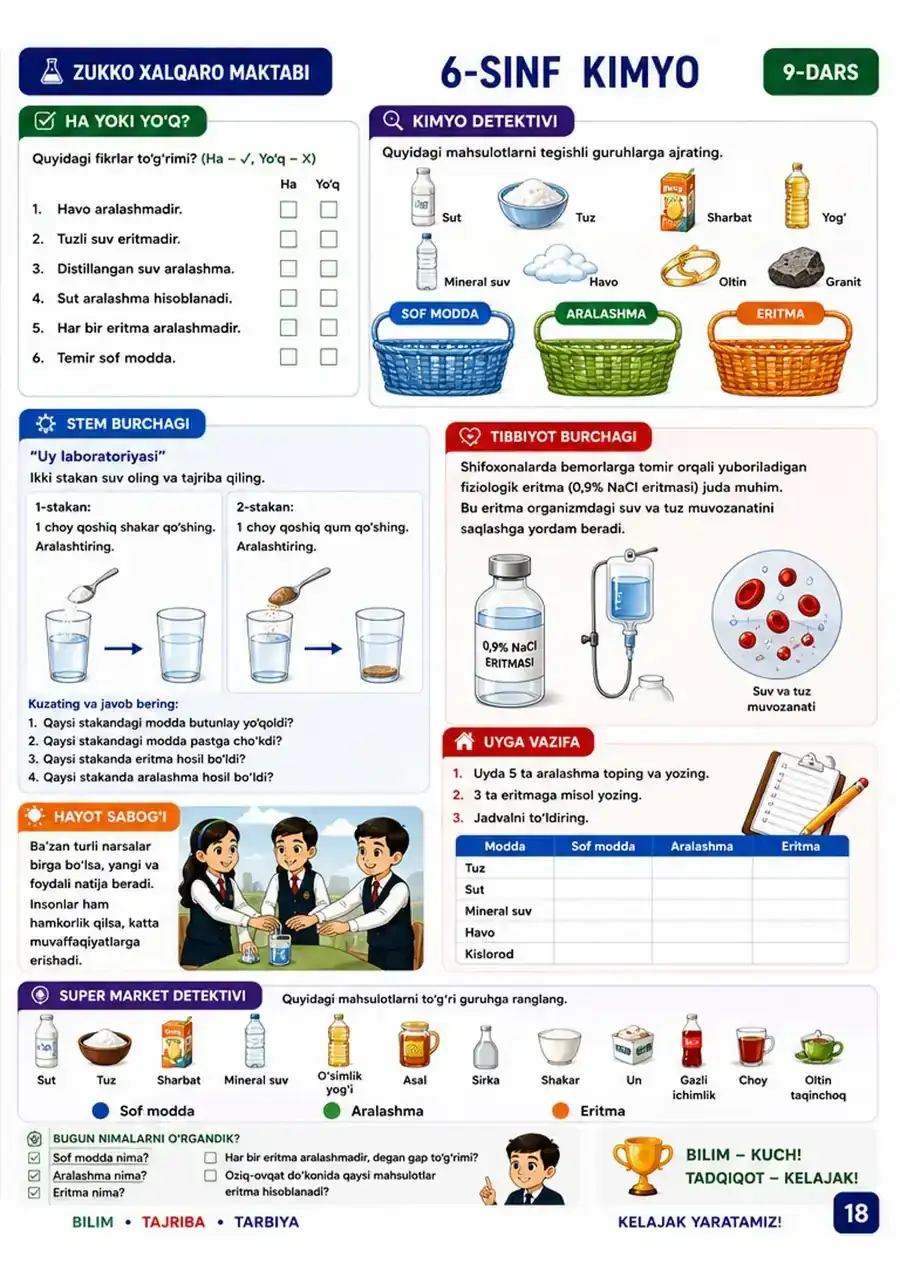 ZUKKO XALQARO MAKTABI
6-SINF KIMYO
9-DARS
HA YOKI YO'Q?
Quyidagi fikrlar to'g'rimi? (Ha – ✓, Yo'q – X)
Ha Yo'q
1. Havo aralashmadir.
2. Tuzli suv eritmadir.
3. Distillangan suv aralashma.
4. Sut aralashma hisoblanadi.
5. Har bir eritma aralashmadir.
6. Temir sof modda.
KIMYO DETEKTIVI
Quyidagi mahsulotlarni tegishli guruhlarga ajrating.
Sut
Tuz
Sharbat
Yog'
Mineral suv
Havo
Oltin
Granit
SOF MODDA
ARALASHMA
ERITMA
STEM BURCHAGI
“Uy laboratoriyasi”
Ikki stakan suv oling va tajriba qiling.
1-stakan:
1 choy qoshiq shakar qo'shing.
Aralashtiring.
2-stakan:
1 choy qoshiq qum qo'shing.
Aralashtiring.
Kuzating va javob bering:
1. Qaysi stakandagi modda butunlay yo'qoldi?
2. Qaysi stakandagi modda pastga cho'kdi?
3. Qaysi stakanda eritma hosil bo'ldi?
4. Qaysi stakanda aralashma hosil bo'ldi?
TIBBIYOT BURCHAGI
Shifoxonalarda bemorlarga tomir orqali yuboriladigan
fiziologik eritma (0,9% NaCl eritmasi) juda muhim.
Bu eritma organizmdagi suv va tuz muvozanatini
saqlashga yordam beradi.
0,9% NaCl
ERITMASI
Suv va tuz
muvozanati
HAYOT SABOG'I
Ba'zan turli narsalar
birga bo'lsa, yangi va
foydali natija beradi.
Insonlar ham
hamkorlik qilsa, katta
muvaffaqiyatlarga
erishadi.
UYGA VAZIFA
1. Uyda 5 ta aralashma toping va yozing.
2. 3 ta eritmaga misol yozing.
3. Jadvalni to'ldiring.
Modda Sof modda Aralashma Eritma
Tuz
Sut
Mineral suv
Havo
Kislorod
SUPER MARKET DETEKTIVI
Quyidagi mahsulotlarni to'g'ri guruhga ranglang.
Sut
Tuz
Sharbat
Mineral suv
O'simlik
yog'i
Asal
Sirka
Shakar
Un
Gazli
ichimlik
Choy
Oltin
taqinchoq
Sof modda
Aralashma
Eritma
BUGUN NIMALARNI O'RGANDIK?
Sof modda nima?
Aralashma nima?
Eritma nima?
Har bir eritma aralashmadir, degan gap to'g'rimi?
Oziq-ovqat do'konida qaysi mahsulotlar
eritma hisoblanadi?
BILIM – KUCH!
TADQIQOT – KELAJAK!
BILIM • TAJRIBA • TARBIYA
KELAJAK YARATAMIZ!
18